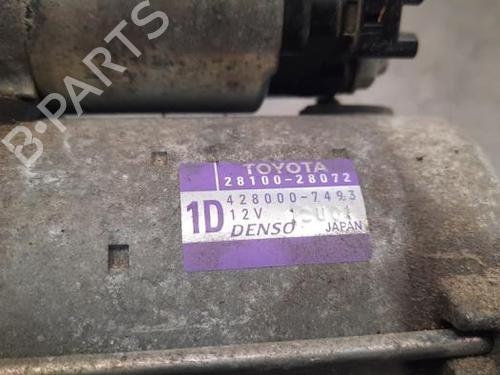 B-PARTS
TOYOTA
28100-28072
428000-7493
1D 12V
DENSO JAPAN